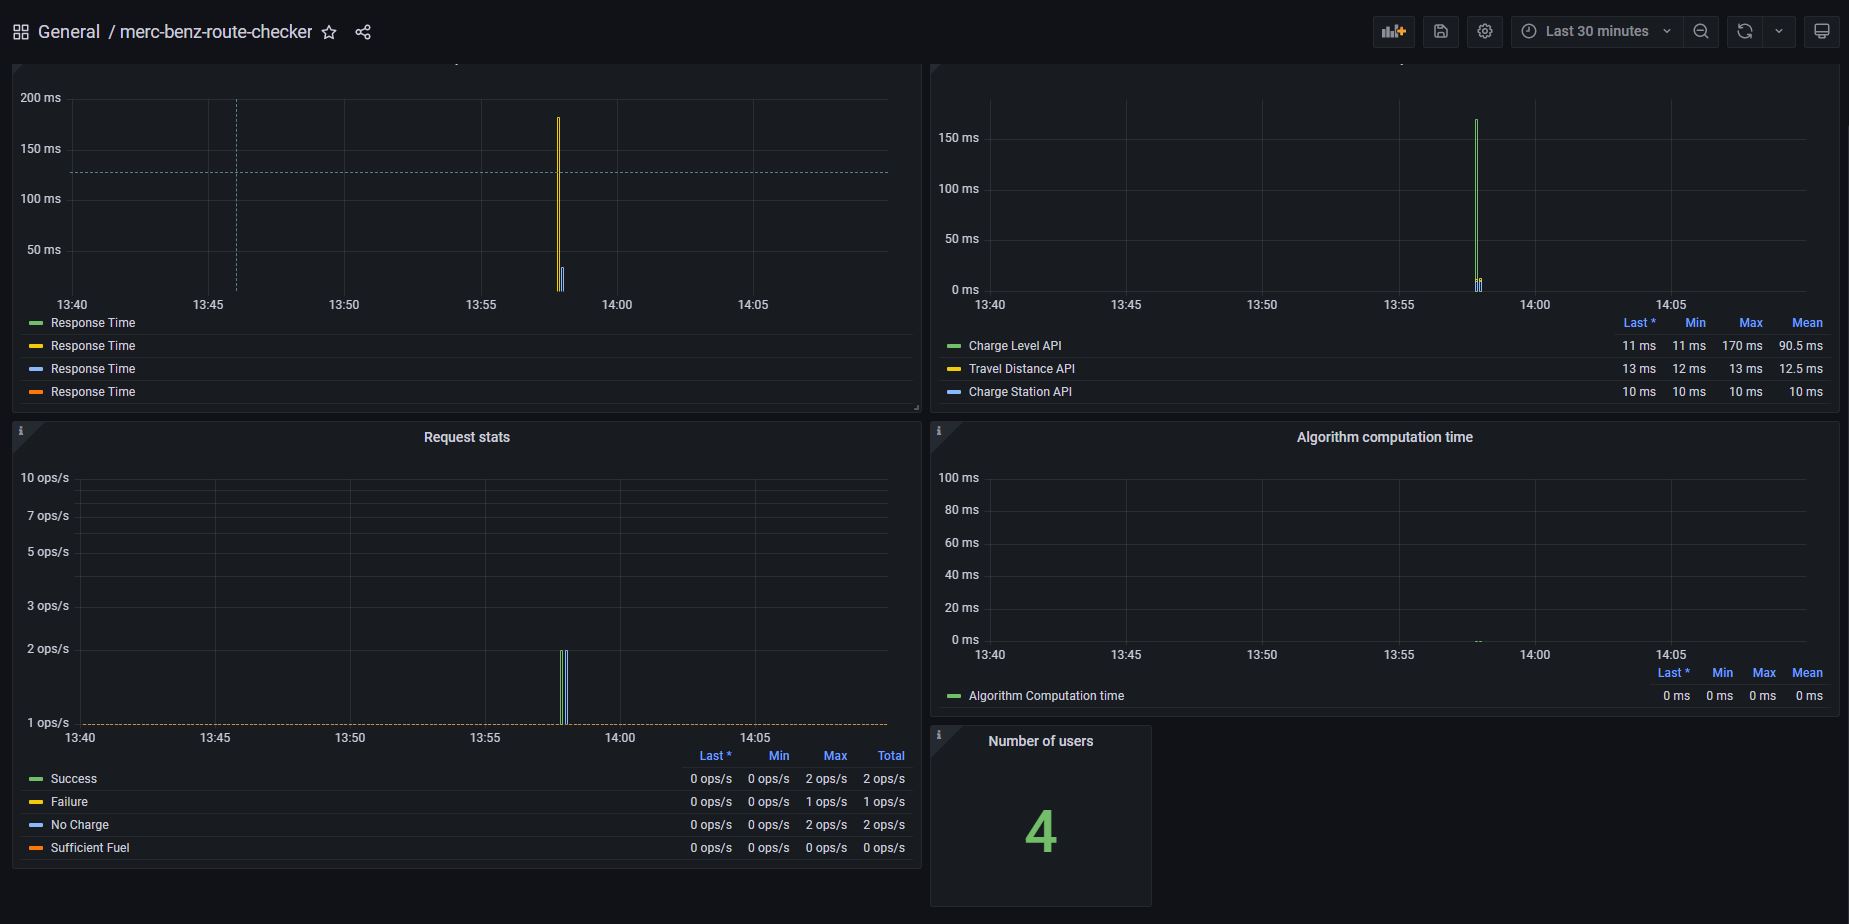 General / merc-benz-route-checker
Last 30 minutes
200 ms
150 ms
100 ms
50 ms
13:40 13:45 13:50 13:55 14:00 14:05
Response Time
Response Time
Response Time
Response Time
150 ms
100 ms
50 ms
0 ms
13:40 13:45 13:50 13:55 14:00 14:05
Last * Min Max Mean
Charge Level API 11 ms 11 ms 170 ms 90.5 ms
Travel Distance API 13 ms 12 ms 13 ms 12.5 ms
Charge Station API 10 ms 10 ms 10 ms 10 ms
i
Request stats
10 ops/s
7 ops/s
5 ops/s
3 ops/s
2 ops/s
1 ops/s
13:40 13:45 13:50 13:55 14:00 14:05
Last * Min Max Total
Success 0 ops/s 0 ops/s 2 ops/s 2 ops/s
Failure 0 ops/s 0 ops/s 1 ops/s 1 ops/s
No Charge 0 ops/s 0 ops/s 2 ops/s 2 ops/s
Sufficient Fuel 0 ops/s 0 ops/s 0 ops/s 0 ops/s
i
Algorithm computation time
100 ms
80 ms
60 ms
40 ms
20 ms
0 ms
13:40 13:45 13:50 13:55 14:00 14:05
Last * Min Max Mean
Algorithm Computation time 0 ms 0 ms 0 ms 0 ms
i
Number of users
4